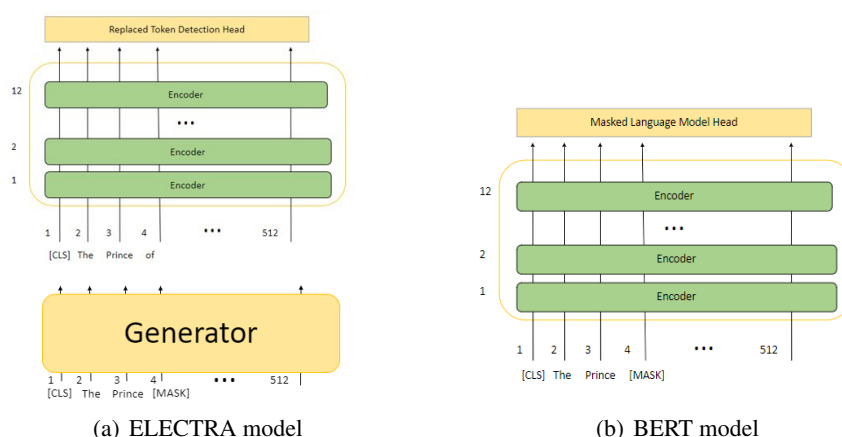 Replaced Token Detection Head
12 Encoder
...
2 Encoder
1 Encoder
1 2 3 4 ... 512
[CLS] The Prince of
Generator
1 2 3 4 ... 512
[CLS] The Prince [MASK]
(a) ELECTRA model
Masked Language Model Head
12 Encoder
...
2 Encoder
1 Encoder
1 2 3 4 ... 512
[CLS] The Prince [MASK]
(b) BERT model